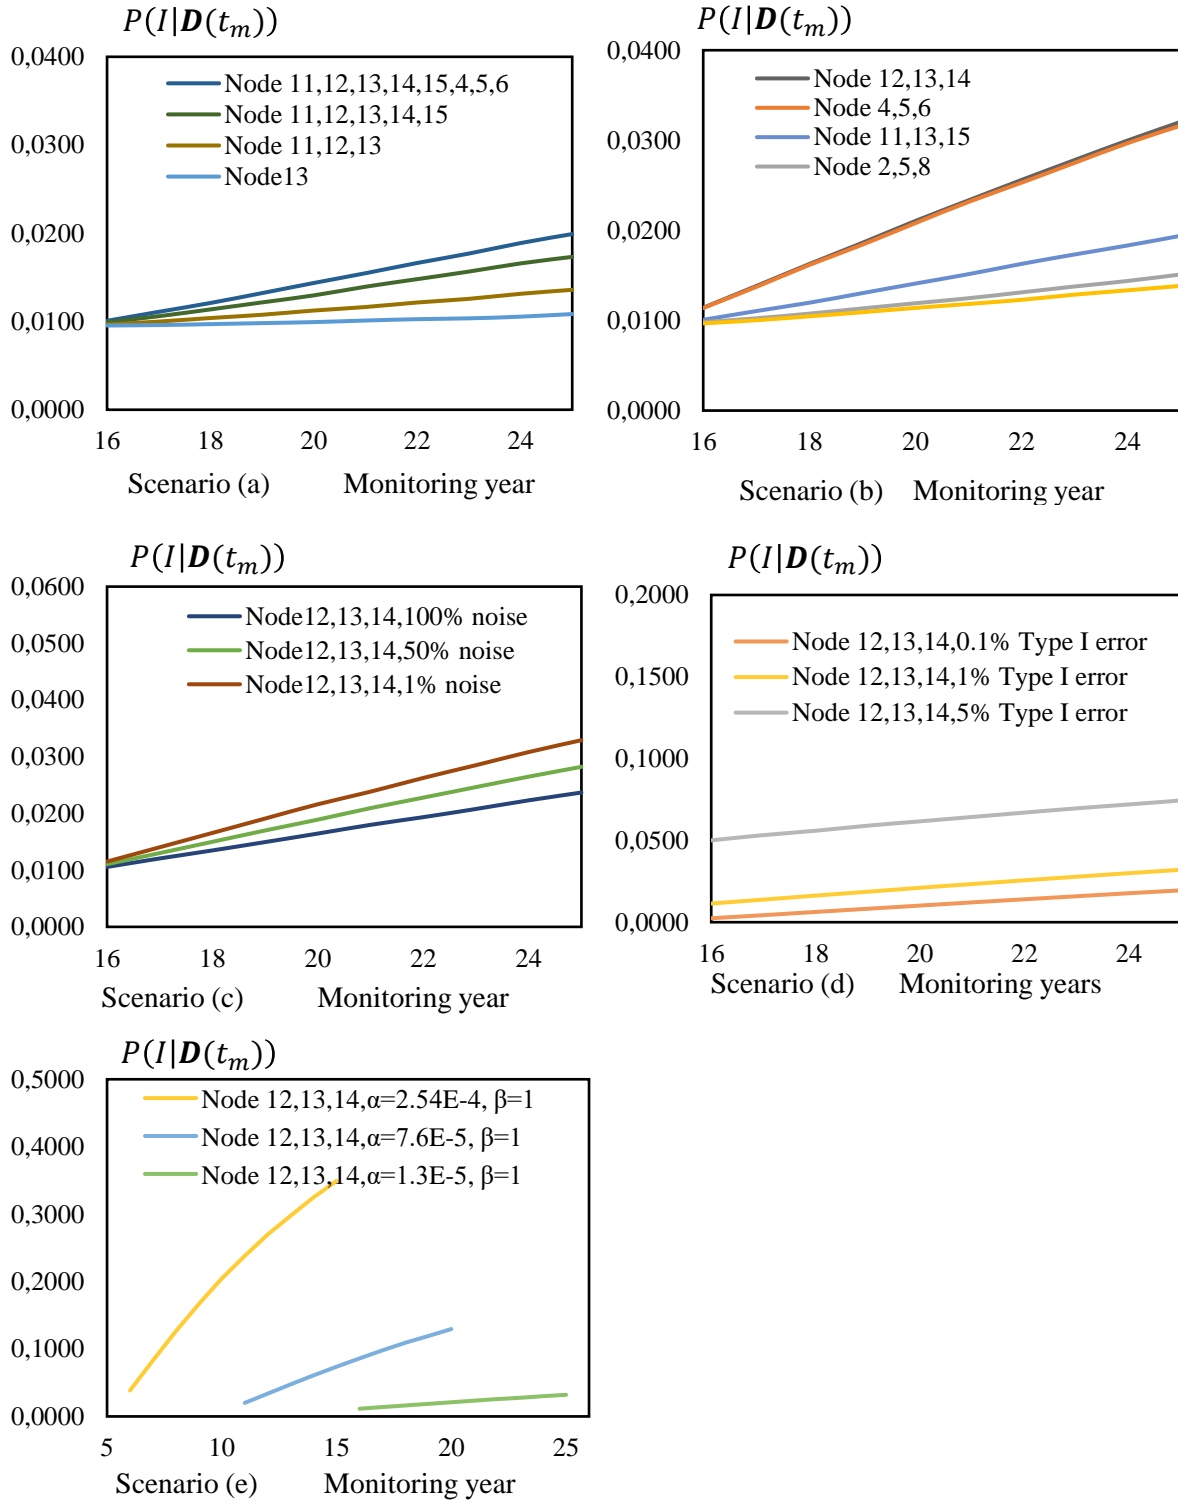 P(I|D(t_m))
0,0400
0,0300
0,0200
0,0100
0,0000
Node 11,12,13,14,15,4,5,6
Node 11,12,13,14,15
Node 11,12,13
Node13
16 18 20 22 24
Scenario (a) Monitoring year
P(I|D(t_m))
0,0400
0,0300
0,0200
0,0100
0,0000
Node 12,13,14
Node 4,5,6
Node 11,13,15
Node 2,5,8
16 18 20 22 24
Scenario (b) Monitoring year
P(I|D(t_m))
0,0600
0,0500
0,0400
0,0300
0,0200
0,0100
0,0000
Node12,13,14,100% noise
Node12,13,14,50% noise
Node12,13,14,1% noise
16 18 20 22 24
Scenario (c) Monitoring year
P(I|D(t_m))
0,2000
0,1500
0,1000
0,0500
0,0000
Node 12,13,14,0.1% Type I error
Node 12,13,14,1% Type I error
Node 12,13,14,5% Type I error
16 18 20 22 24
Scenario (d) Monitoring years
P(I|D(t_m))
0,5000
0,4000
0,3000
0,2000
0,1000
0,0000
Node 12,13,14,α=2.54E-4, β=1
Node 12,13,14,α=7.6E-5, β=1
Node 12,13,14,α=1.3E-5, β=1
5 10 15 20 25
Scenario (e) Monitoring year